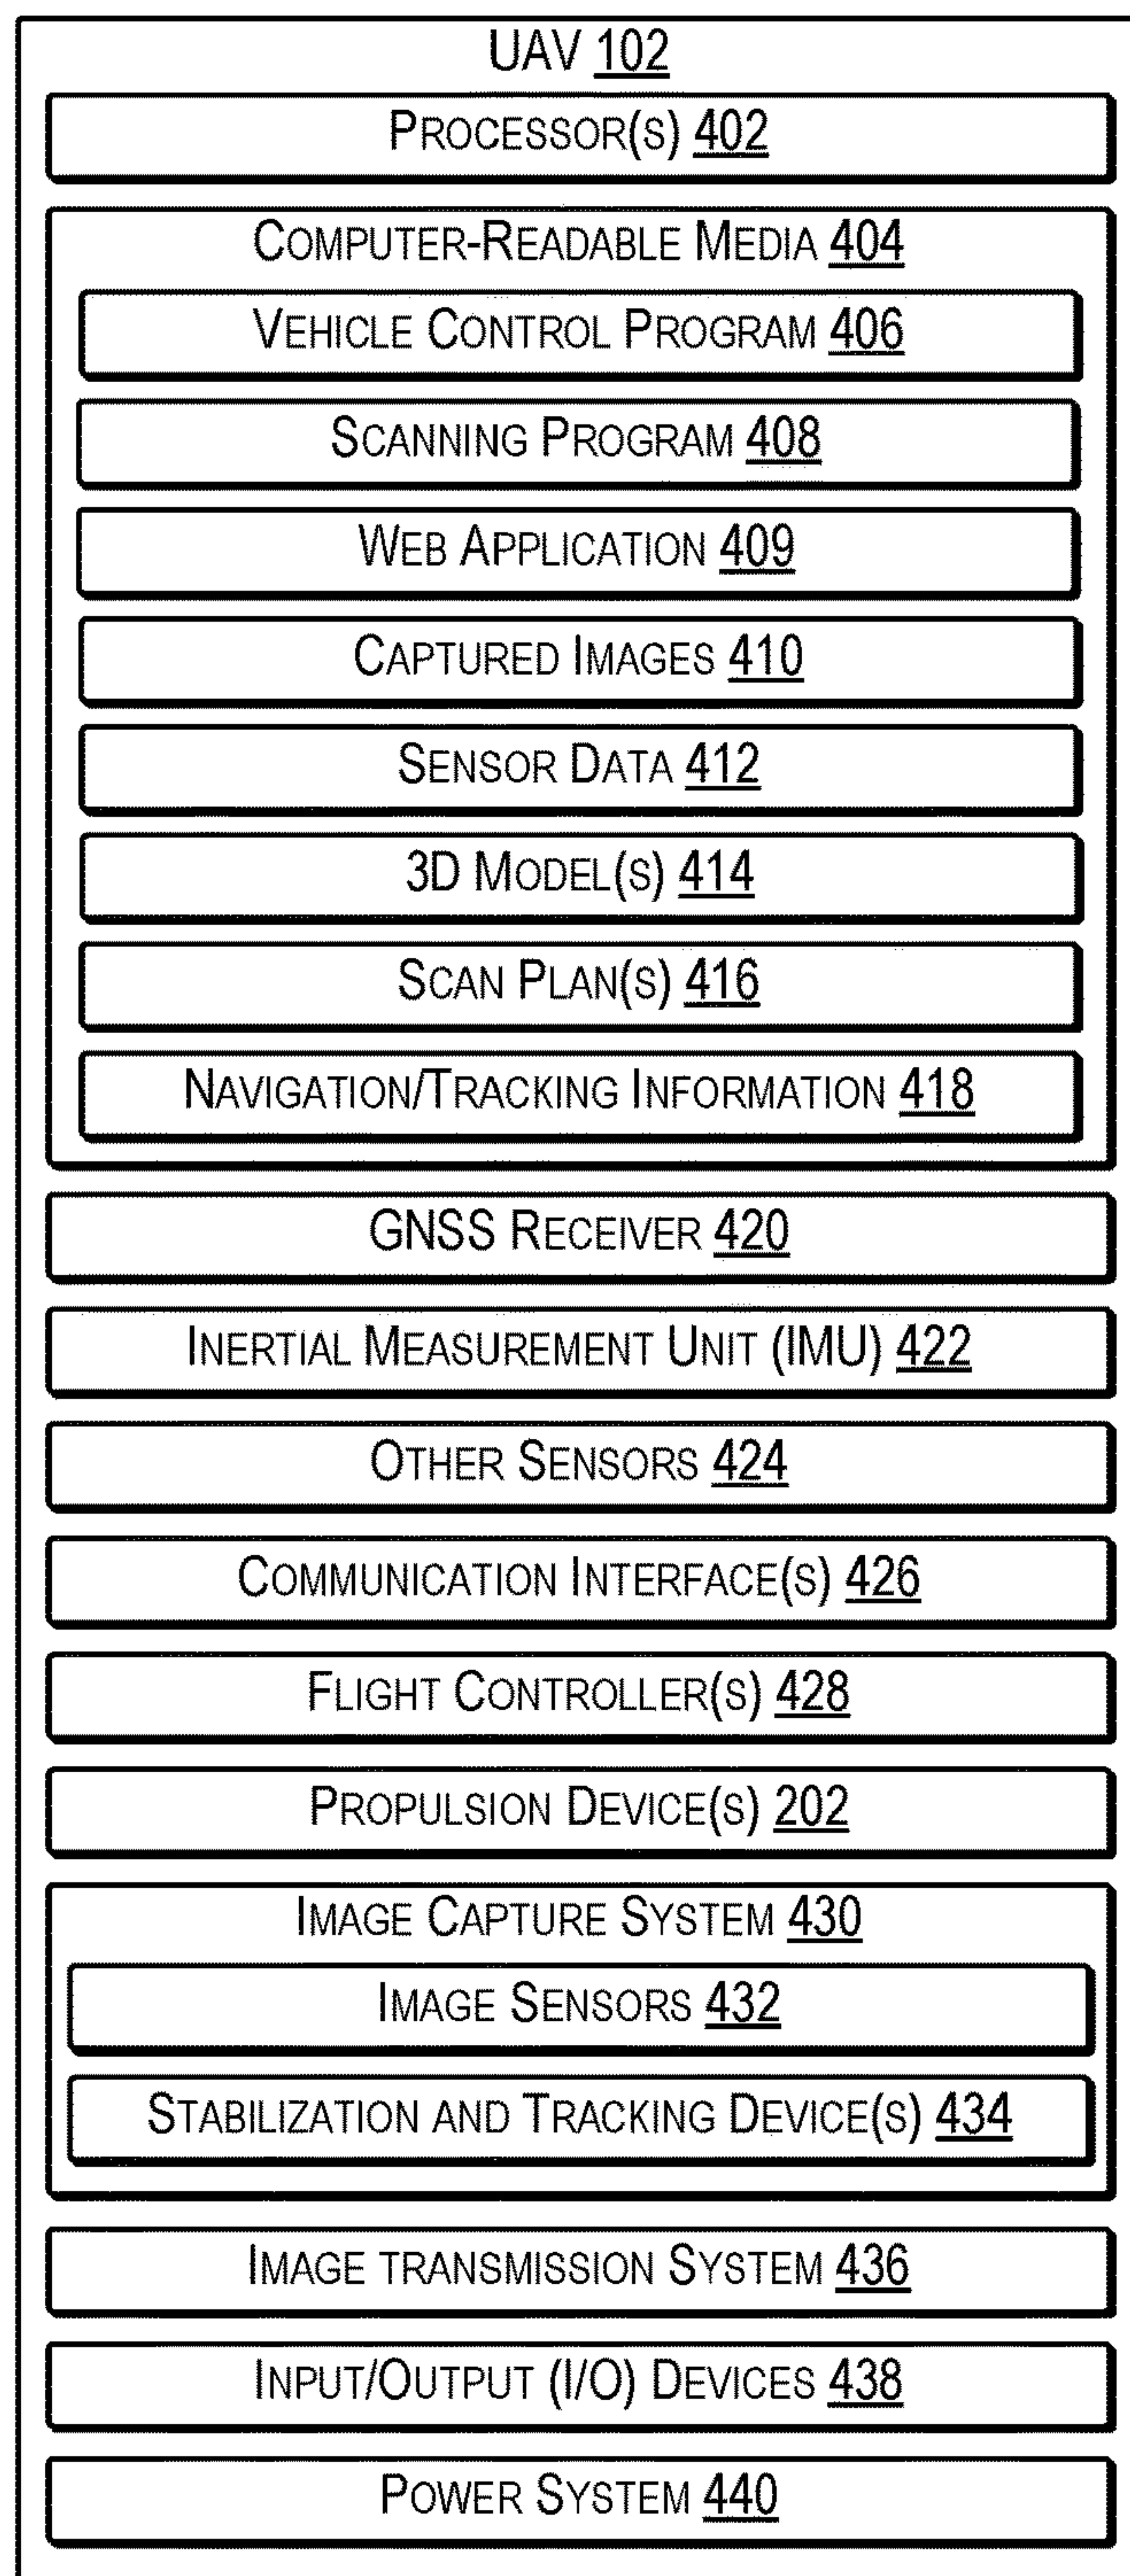 UAV 102
PROCESSOR(S) 402
COMPUTER-READABLE MEDIA 404
VEHICLE CONTROL PROGRAM 406
SCANNING PROGRAM 408
WEB APPLICATION 409
CAPTURED IMAGES 410
SENSOR DATA 412
3D MODEL(S) 414
SCAN PLAN(S) 416
NAVIGATION/TRACKING INFORMATION 418
GNSS RECEIVER 420
INERTIAL MEASUREMENT UNIT (IMU) 422
OTHER SENSORS 424
COMMUNICATION INTERFACE(S) 426
FLIGHT CONTROLLER(S) 428
PROPULSION DEVICE(S) 202
IMAGE CAPTURE SYSTEM 430
IMAGE SENSORS 432
STABILIZATION AND TRACKING DEVICE(S) 434
IMAGE TRANSMISSION SYSTEM 436
INPUT/OUTPUT (I/O) DEVICES 438
POWER SYSTEM 440